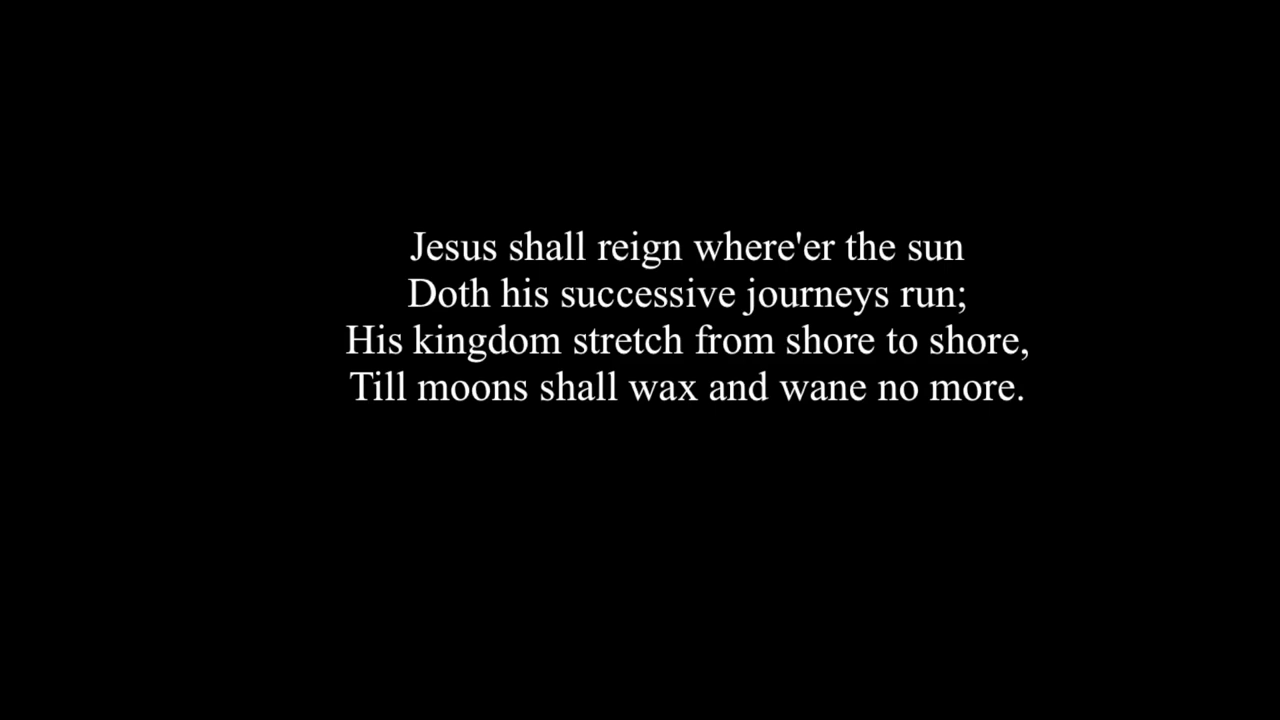 Jesus shall reign where'er the sun
Doth his successive journeys run;
His kingdom stretch from shore to shore,
Till moons shall wax and wane no more.